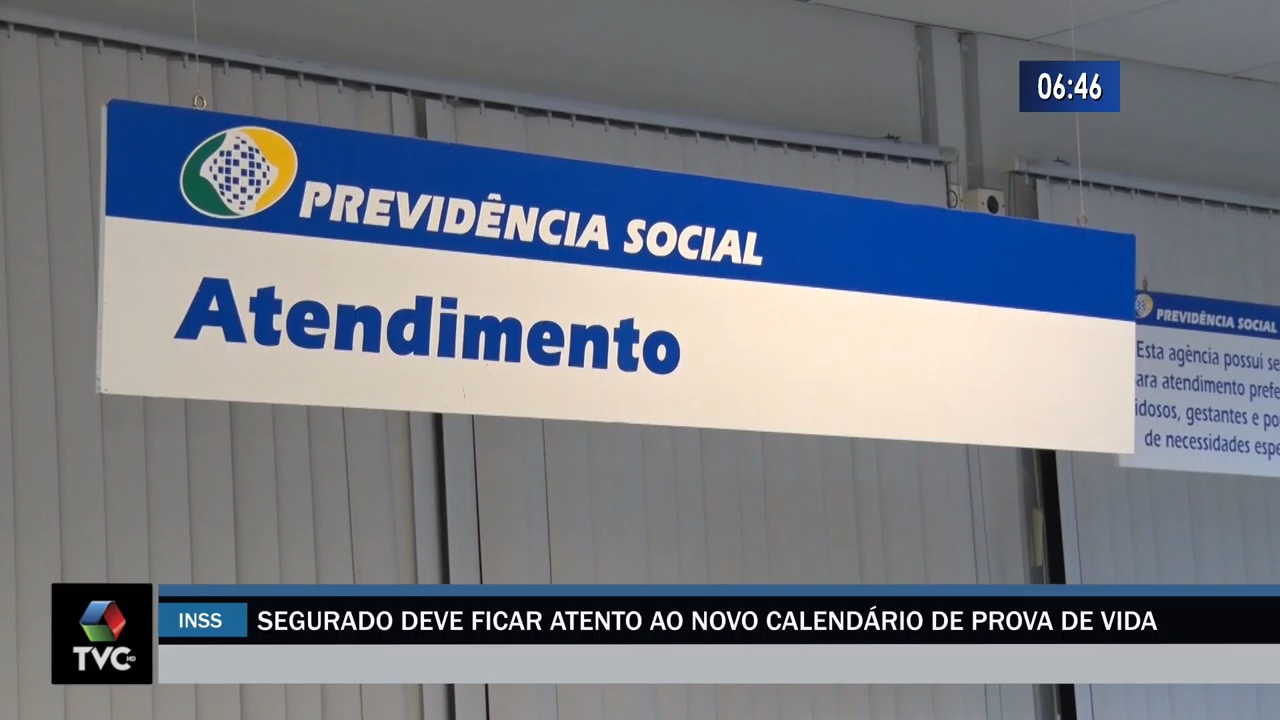 06:46
PREVIDÊNCIA SOCIAL
Atendimento
PREVIDÊNCIA SOCIAL
Esta agência possui
atendimento
idosos, gestantes e
de necessidades
INSS
SEGURADO DEVE FICAR ATENTO AO NOVO CALENDÁRIO DE PROVA DE VIDA
TVC HD